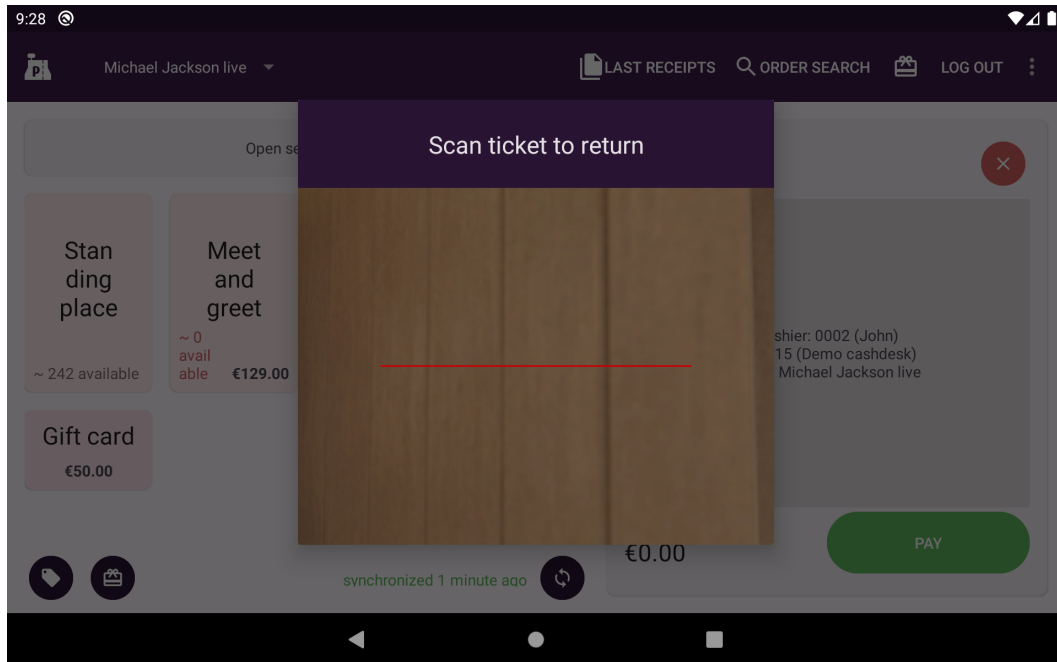 9:28
P
Michael Jackson live
LAST RECEIPTS
ORDER SEARCH
LOG OUT
Scan ticket to return
Open se
Stan
ding
place
~ 242 available
Meet
and
greet
~ 0
avail
able
€129.00
Gift card
€50.00
synchronized 1 minute ago
shier: 0002 (John)
15 (Demo cashdesk)
Michael Jackson live
€0.00
PAY